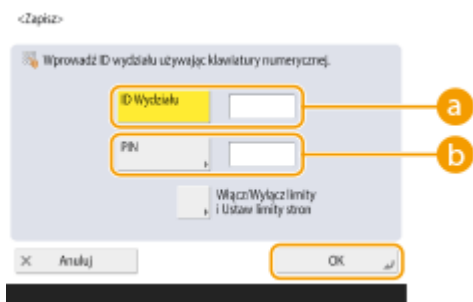 <Zapisz>
Wprowadź ID wydziału używając klawiatury numerycznej.
ID Wydziału
a
PIN
b
Włącz/Wyłącz limity
i Ustaw limity stron
Anuluj
OK